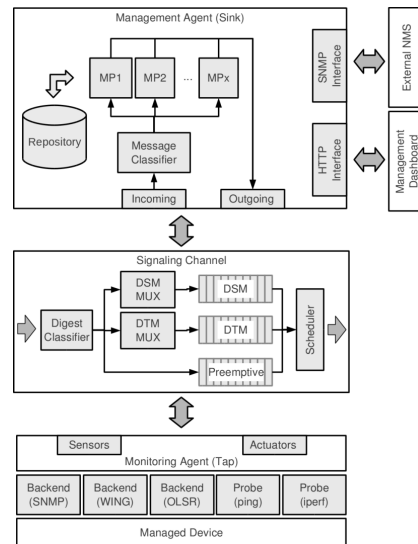 Management Agent (Sink)
MP1
MP2
...
MPx
Repository
Message
Classifier
Incoming
Outgoing
SNMP
Interface
HTTP
Interface
External NMS
Management
Dashboard
Signaling Channel
Digest
Classifier
DSM
MUX
DTM
MUX
DSM
DTM
Preemptive
Scheduler
Sensors
Actuators
Monitoring Agent (Tap)
Backend
(SNMP)
Backend
(WING)
Backend
(OLSR)
Probe
(ping)
Probe
(iperf)
Managed Device